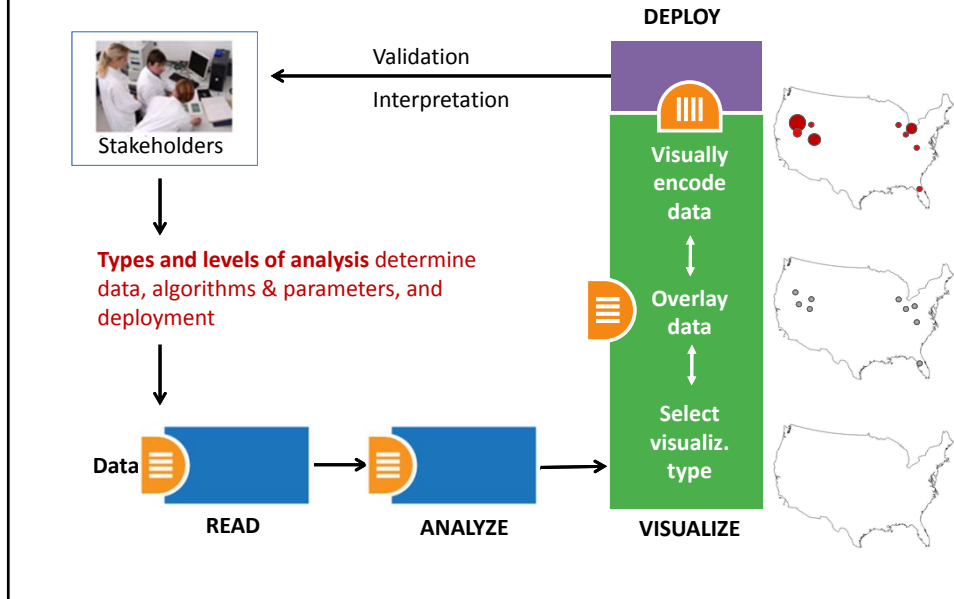 DEPLOY
Validation
Interpretation
Stakeholders
Visually
encode
data
Types and levels of analysis determine
data, algorithms & parameters, and
deployment
Overlay
data
Select
visualiz.
type
Data
READ
ANALYZE
VISUALIZE